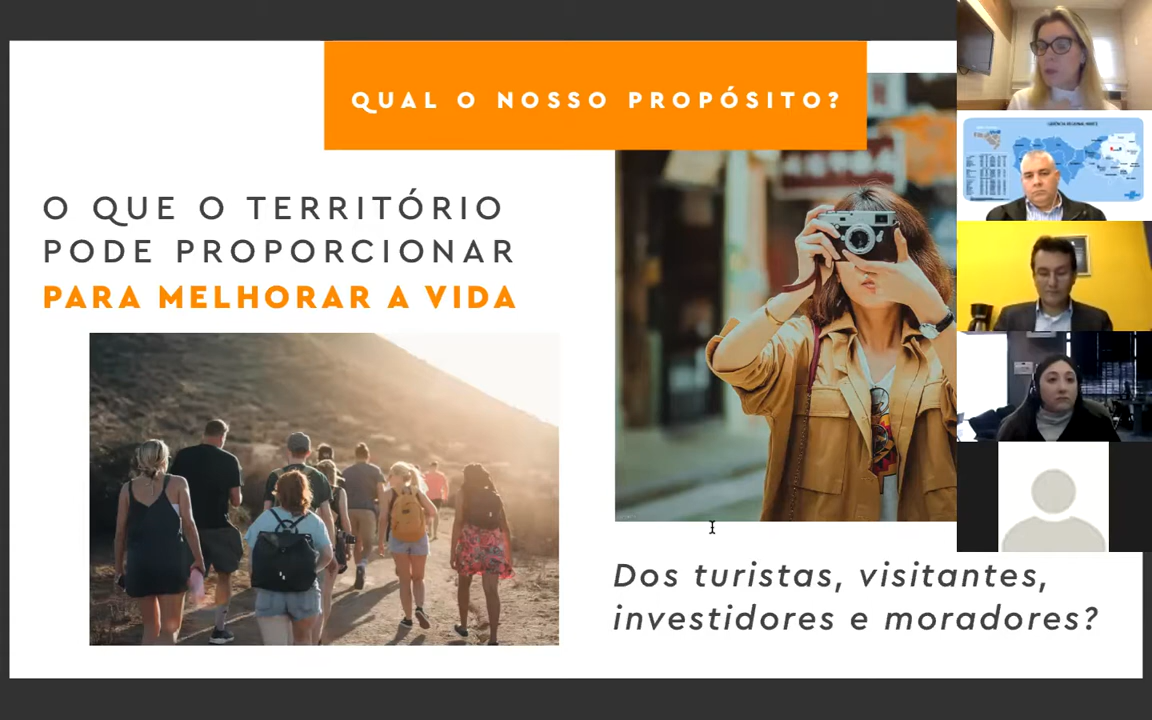 QUAL O NOSSO PROPÓSITO?
O QUE O TERRITÓRIO
PODE PROPORCIONAR
PARA MELHORAR A VIDA
Dos turistas, visitantes,
investidores e moradores?